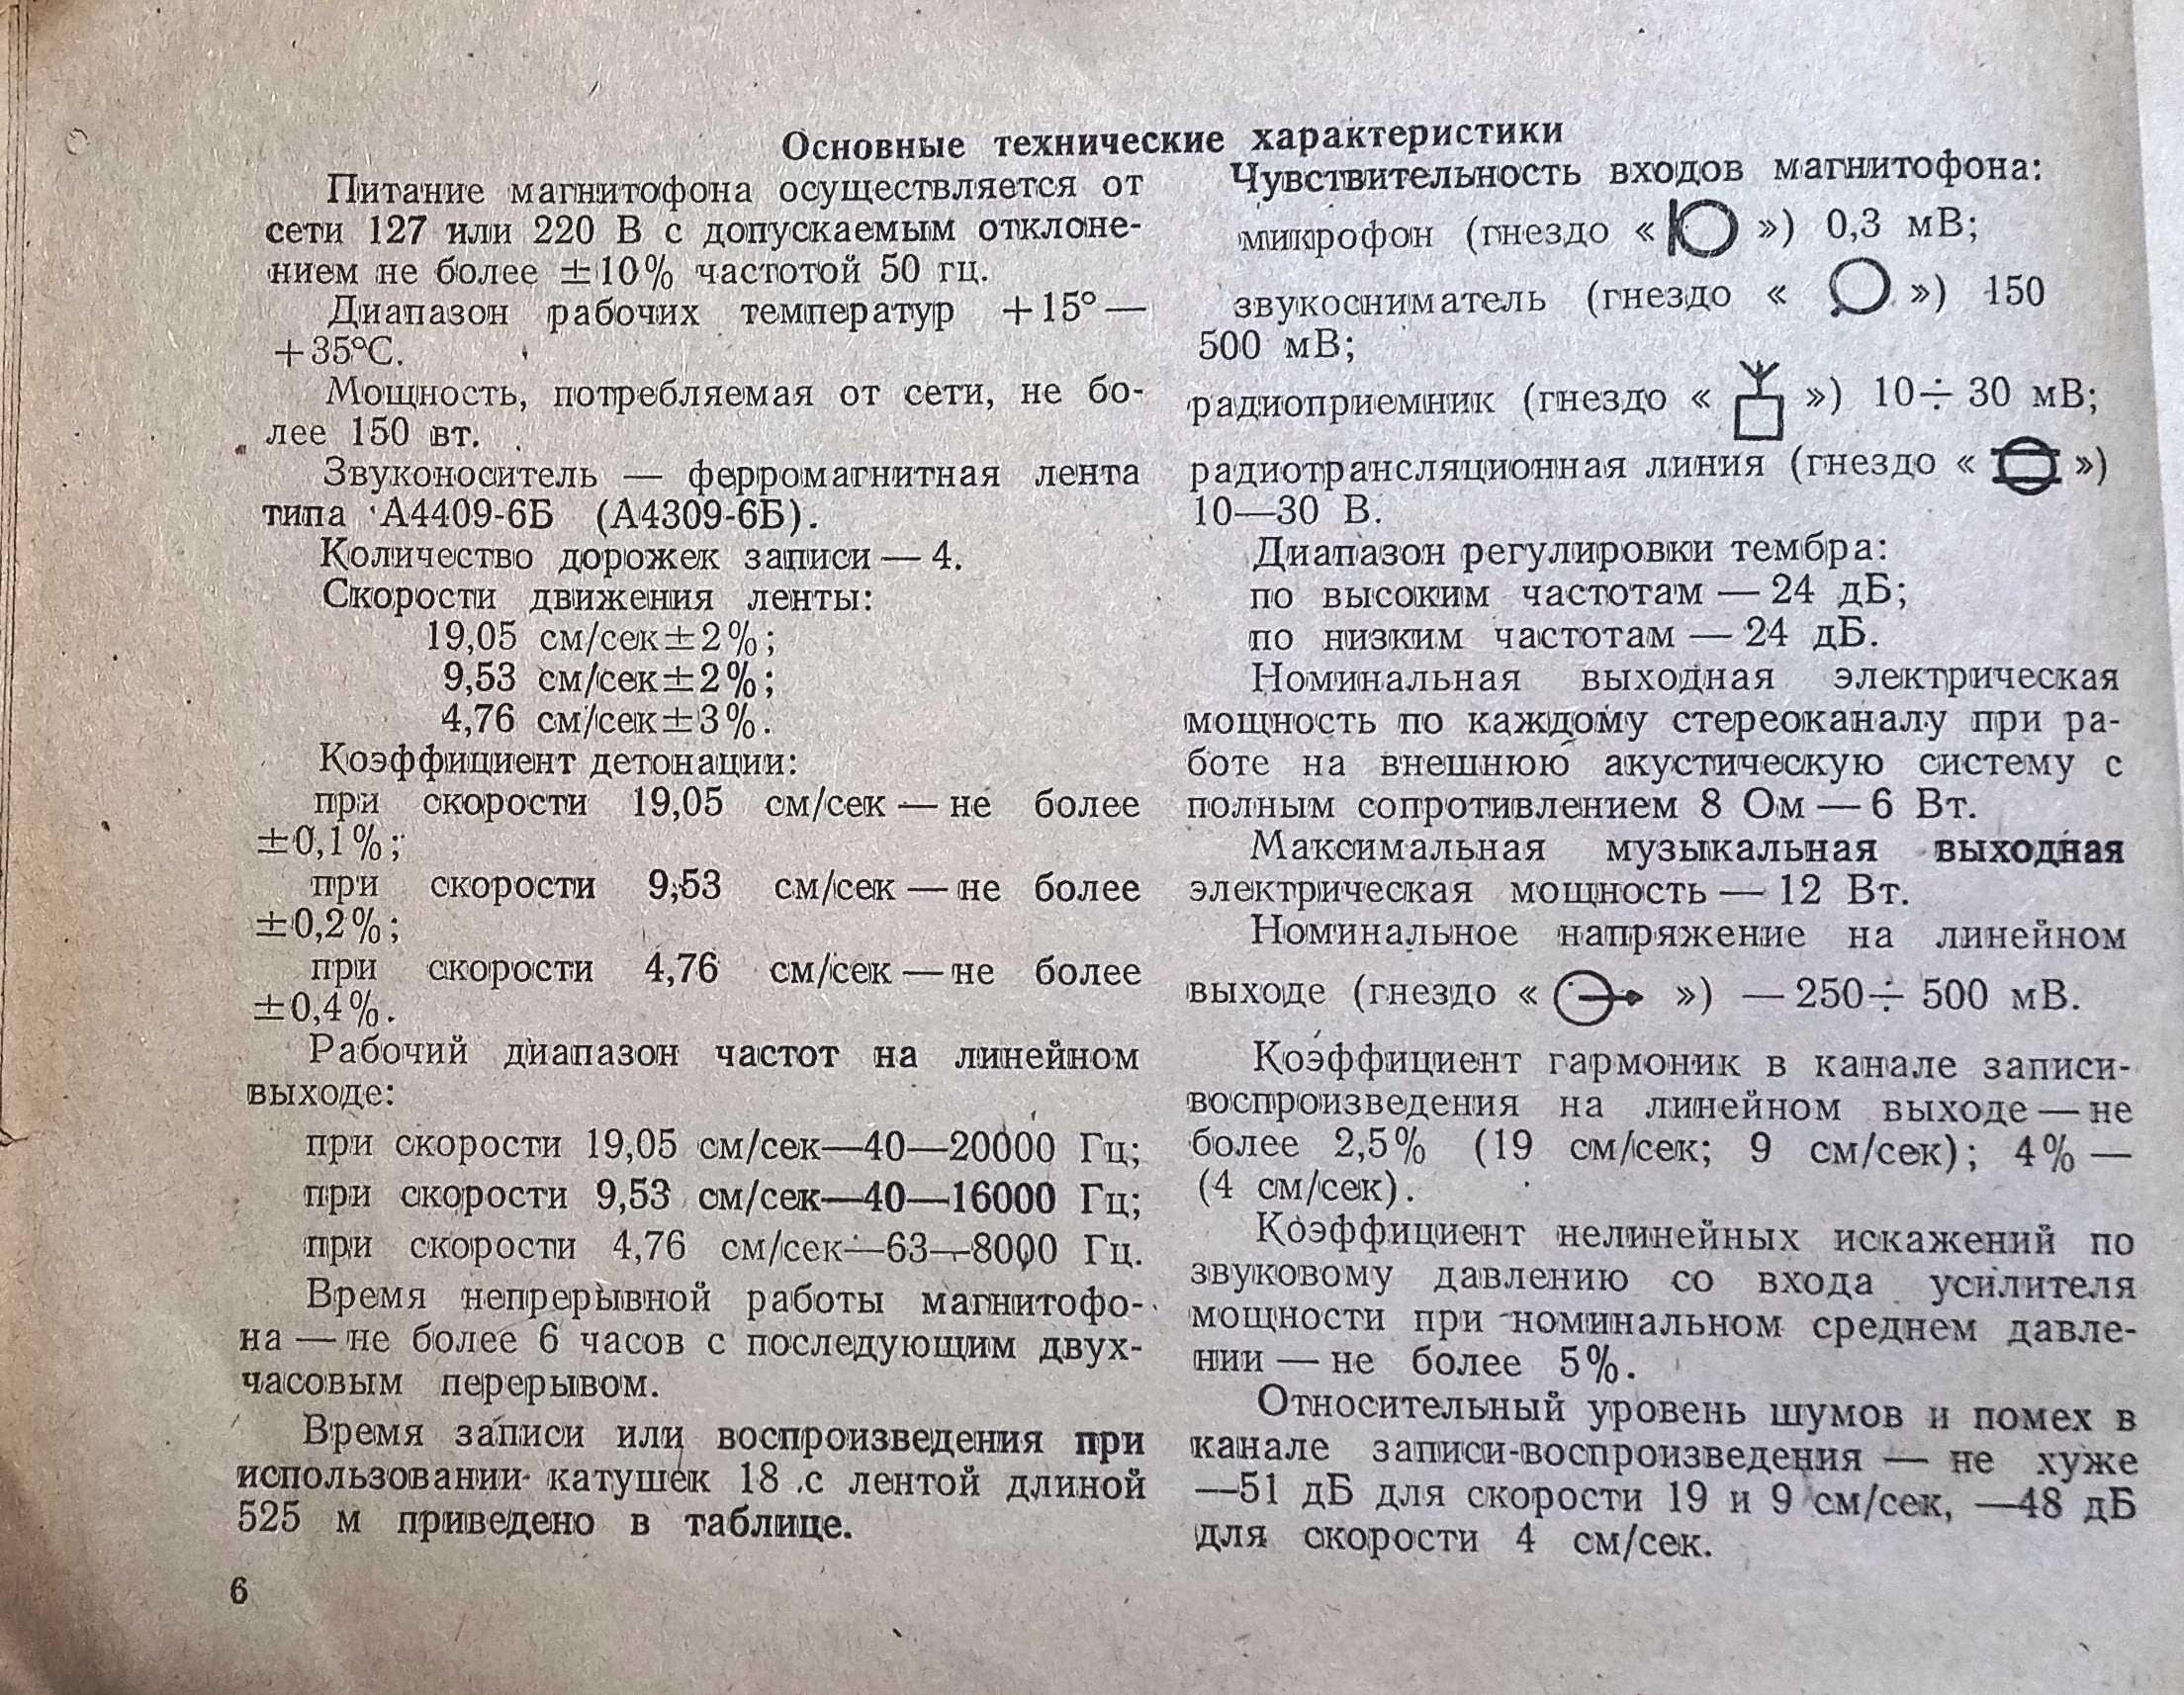 Основные технические характеристики
Питание магнитофона осуществляется от
сети 127 или 220 В с допускаемым отклоне-
нием не более ±10% частотой 50 гц.
Диапазон рабочих температур +15° —
+35°С.
Мощность, потребляемая от сети, не бо-
лее 150 вт.
Звуконоситель — ферромагнитная лента
типа А4409-6Б (А4309-6Б).
Количество дорожек записи — 4.
Скорости движения ленты:
19,05 см/сек±2%;
9,53 см/сек±2%;
4,76 см/сек±3%.
Коэффициент детонации:
при скорости 19,05 см/сек — не более
±0,1%;
при скорости 9,53 см/сек — не более
±0,2%;
при скорости 4,76 см/сек — не более
±0,4%.
Рабочий диапазон частот на линейном
выходе:
при скорости 19,05 см/сек—40—20000 Гц;
при скорости 9,53 см/сек—40—16000 Гц;
при скорости 4,76 см/сек—63—8000 Гц.
Время непрерывной работы магнитофо-
на — не более 6 часов с последующим двух-
часовым перерывом.
Время записи или воспроизведения при
использовании катушек 18 с лентой длиной
525 м приведено в таблице.
6
Чувствительность входов магнитофона:
микрофон (гнездо « ») 0,3 мВ;
звукосниматель (гнездо « ») 150
500 мВ;
радиоприемник (гнездо « ») 10÷30 мВ;
радиотрансляционная линия (гнездо « »)
10—30 В.
Диапазон регулировки тембра:
по высоким частотам — 24 дБ;
по низким частотам — 24 дБ.
Номинальная выходная электрическая
мощность по каждому стереоканалу при ра-
боте на внешнюю акустическую систему с
полным сопротивлением 8 Ом — 6 Вт.
Максимальная музыкальная выходная
электрическая мощность — 12 Вт.
Номинальное напряжение на линейном
выходе (гнездо « ») — 250÷500 мВ.
Коэффициент гармоник в канале записи-
воспроизведения на линейном выходе — не
более 2,5% (19 см/сек; 9 см/сек); 4% —
(4 см/сек).
Коэффициент нелинейных искажений по
звуковому давлению со входа усилителя
мощности при номинальном среднем давле-
нии — не более 5%.
Относительный уровень шумов и помех в
канале записи-воспроизведения — не хуже
—51 дБ для скорости 19 и 9 см/сек, —48 дБ
для скорости 4 см/сек.